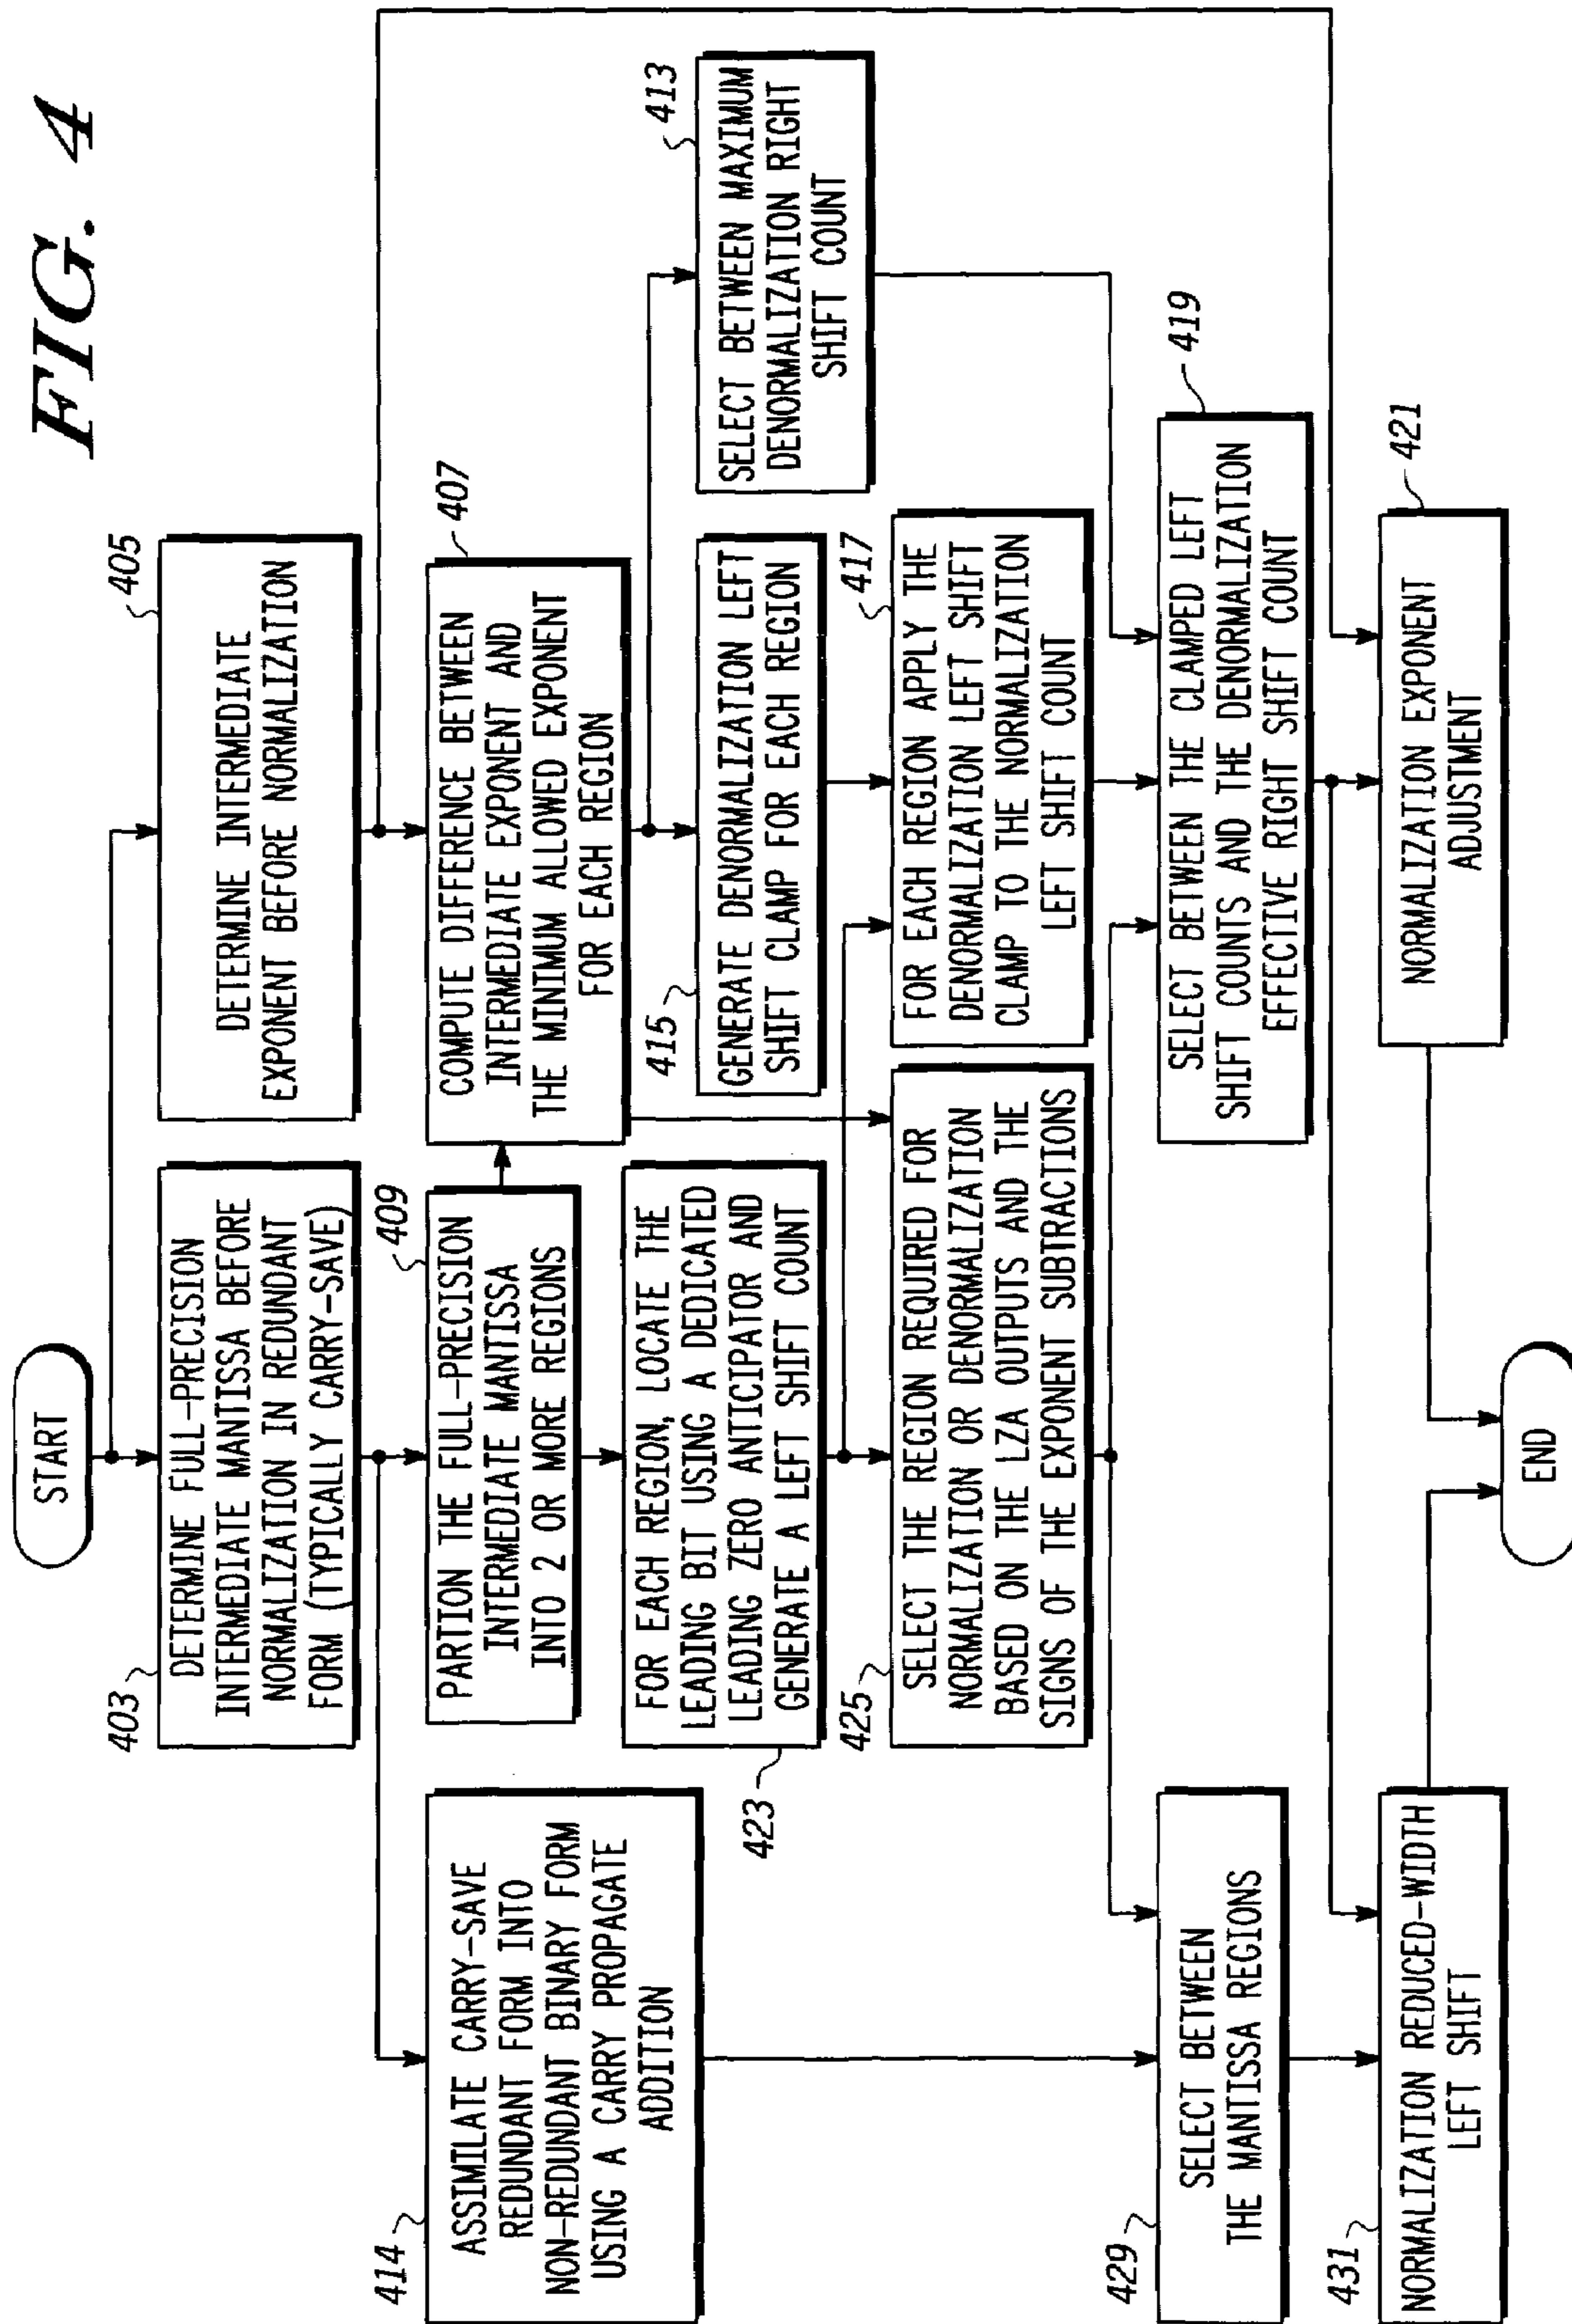 FIG. 4
START
403
DETERMINE FULL-PRECISION
INTERMEDIATE MANTISSA BEFORE
NORMALIZATION IN REDUNDANT
FORM (TYPICALLY CARRY-SAVE)
405
DETERMINE INTERMEDIATE
EXPONENT BEFORE NORMALIZATION
414
ASSIMILATE CARRY-SAVE
REDUNDANT FORM INTO
NON-REDUNDANT BINARY FORM
USING A CARRY PROPAGATE
ADDITION
409
PARTION THE FULL-PRECISION
INTERMEDIATE MANTISSA
INTO 2 OR MORE REGIONS
407
COMPUTE DIFFERENCE BETWEEN
INTERMEDIATE EXPONENT AND
THE MINIMUM ALLOWED EXPONENT
FOR EACH REGION
423
FOR EACH REGION, LOCATE THE
LEADING BIT USING A DEDICATED
LEADING ZERO ANTICIPATOR AND
GENERATE A LEFT SHIFT COUNT
415
GENERATE DENORMALIZATION LEFT
SHIFT CLAMP FOR EACH REGION
413
SELECT BETWEEN MAXIMUM
DENORMALIZATION RIGHT
SHIFT COUNT
425
SELECT THE REGION REQUIRED FOR
NORMALIZATION OR DENORMALIZATION
BASED ON THE LZA OUTPUTS AND THE
SIGNS OF THE EXPONENT SUBTRACTIONS
417
FOR EACH REGION APPLY THE
DENORMALIZATION LEFT SHIFT
CLAMP TO THE NORMALIZATION
LEFT SHIFT COUNT
429
SELECT BETWEEN
THE MANTISSA REGIONS
419
SELECT BETWEEN THE CLAMPED LEFT
SHIFT COUNTS AND THE DENORMALIZATION
EFFECTIVE RIGHT SHIFT COUNT
431
NORMALIZATION REDUCED-WIDTH
LEFT SHIFT
421
NORMALIZATION EXPONENT
ADJUSTMENT
END